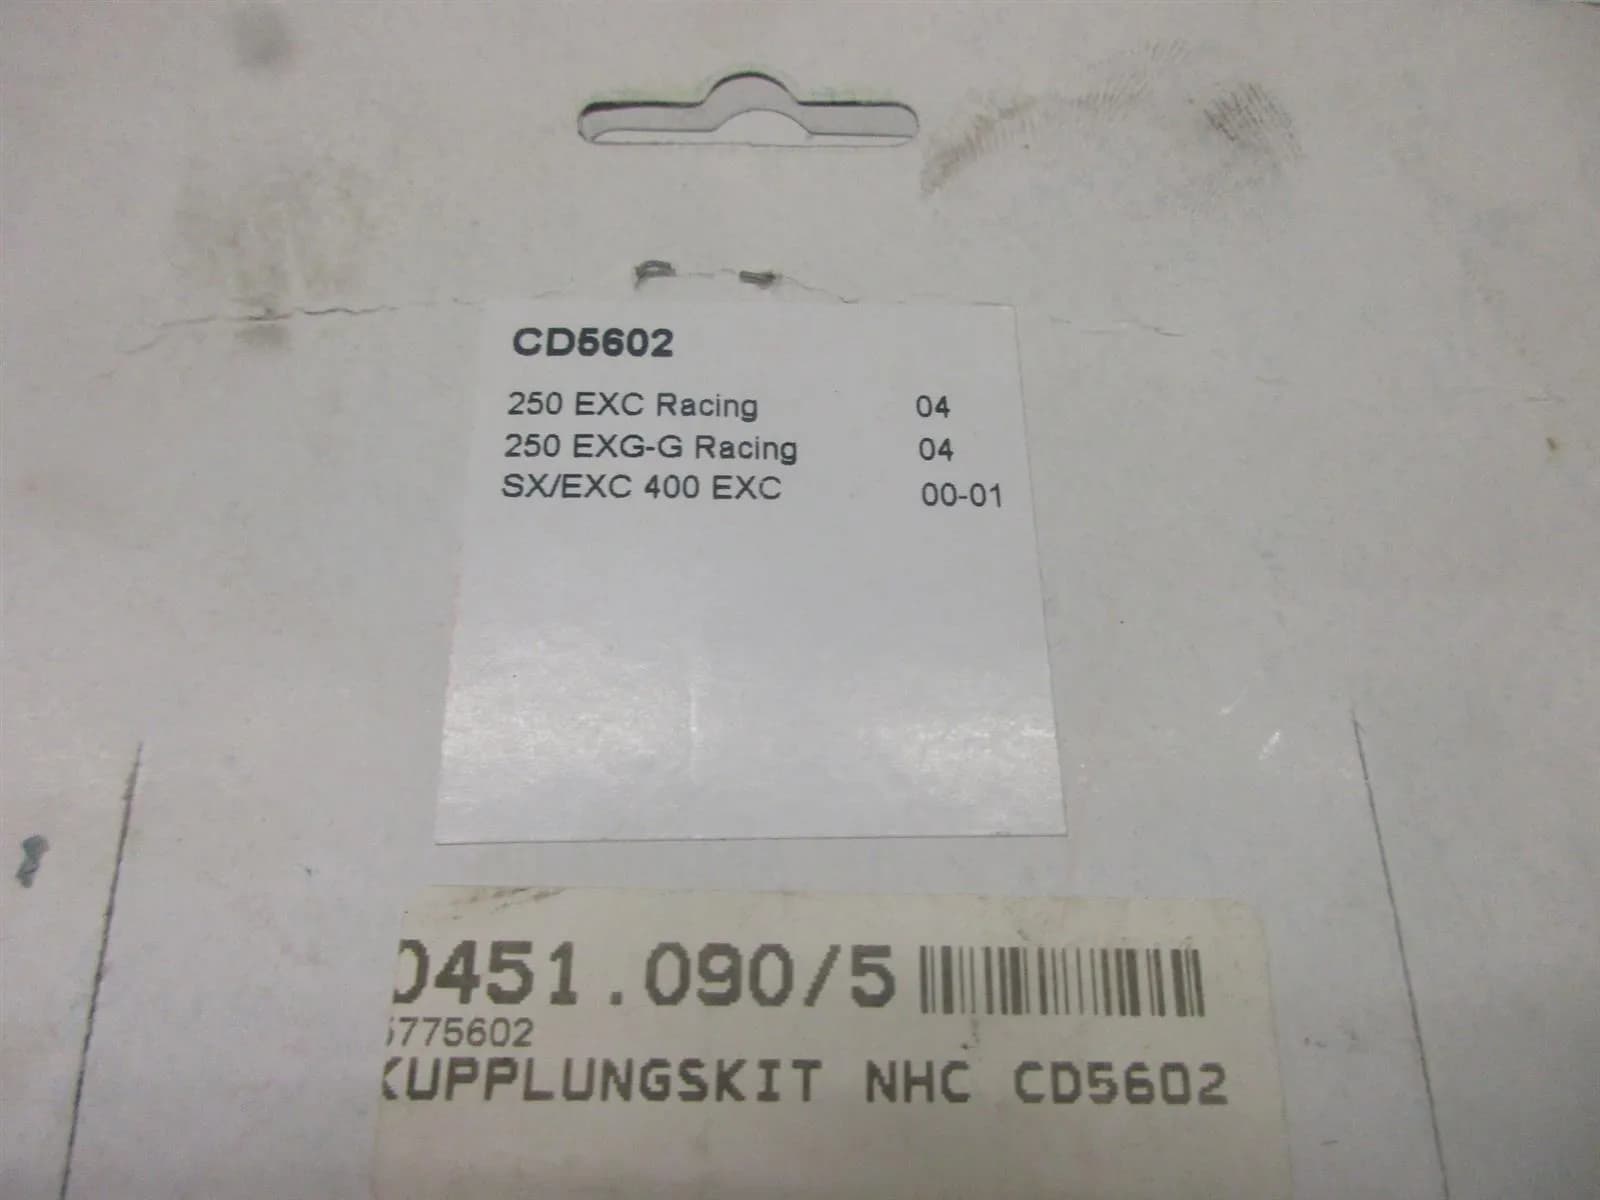 CD5602
250 EXC Racing 04
250 EXG-G Racing 04
SX/EXC 400 EXC 00-01
0451.090/5
5775602
KUPPLUNGSKIT NHC CD5602